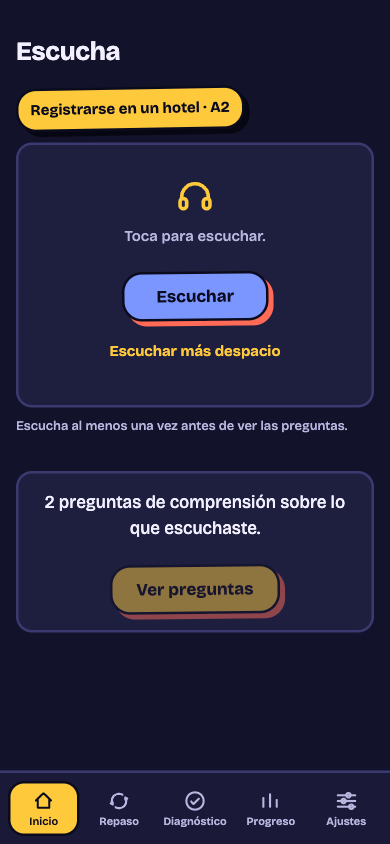 Escucha
Registrarse en un hotel · A2
Toca para escuchar.
Escuchar
Escuchar más despacio
Escucha al menos una vez antes de ver las preguntas.
2 preguntas de comprensión sobre lo
que escuchaste.
Ver preguntas
Inicio
Repaso
Diagnóstico
Progreso
Ajustes